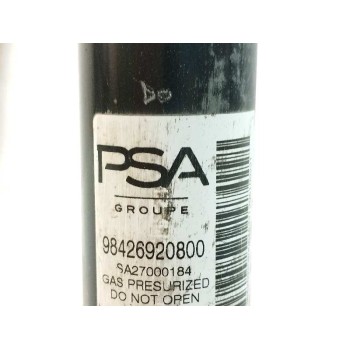 PSA
GROUPE
98426920800
SA27000184
GAS PRESURIZED
DO NOT OPEN